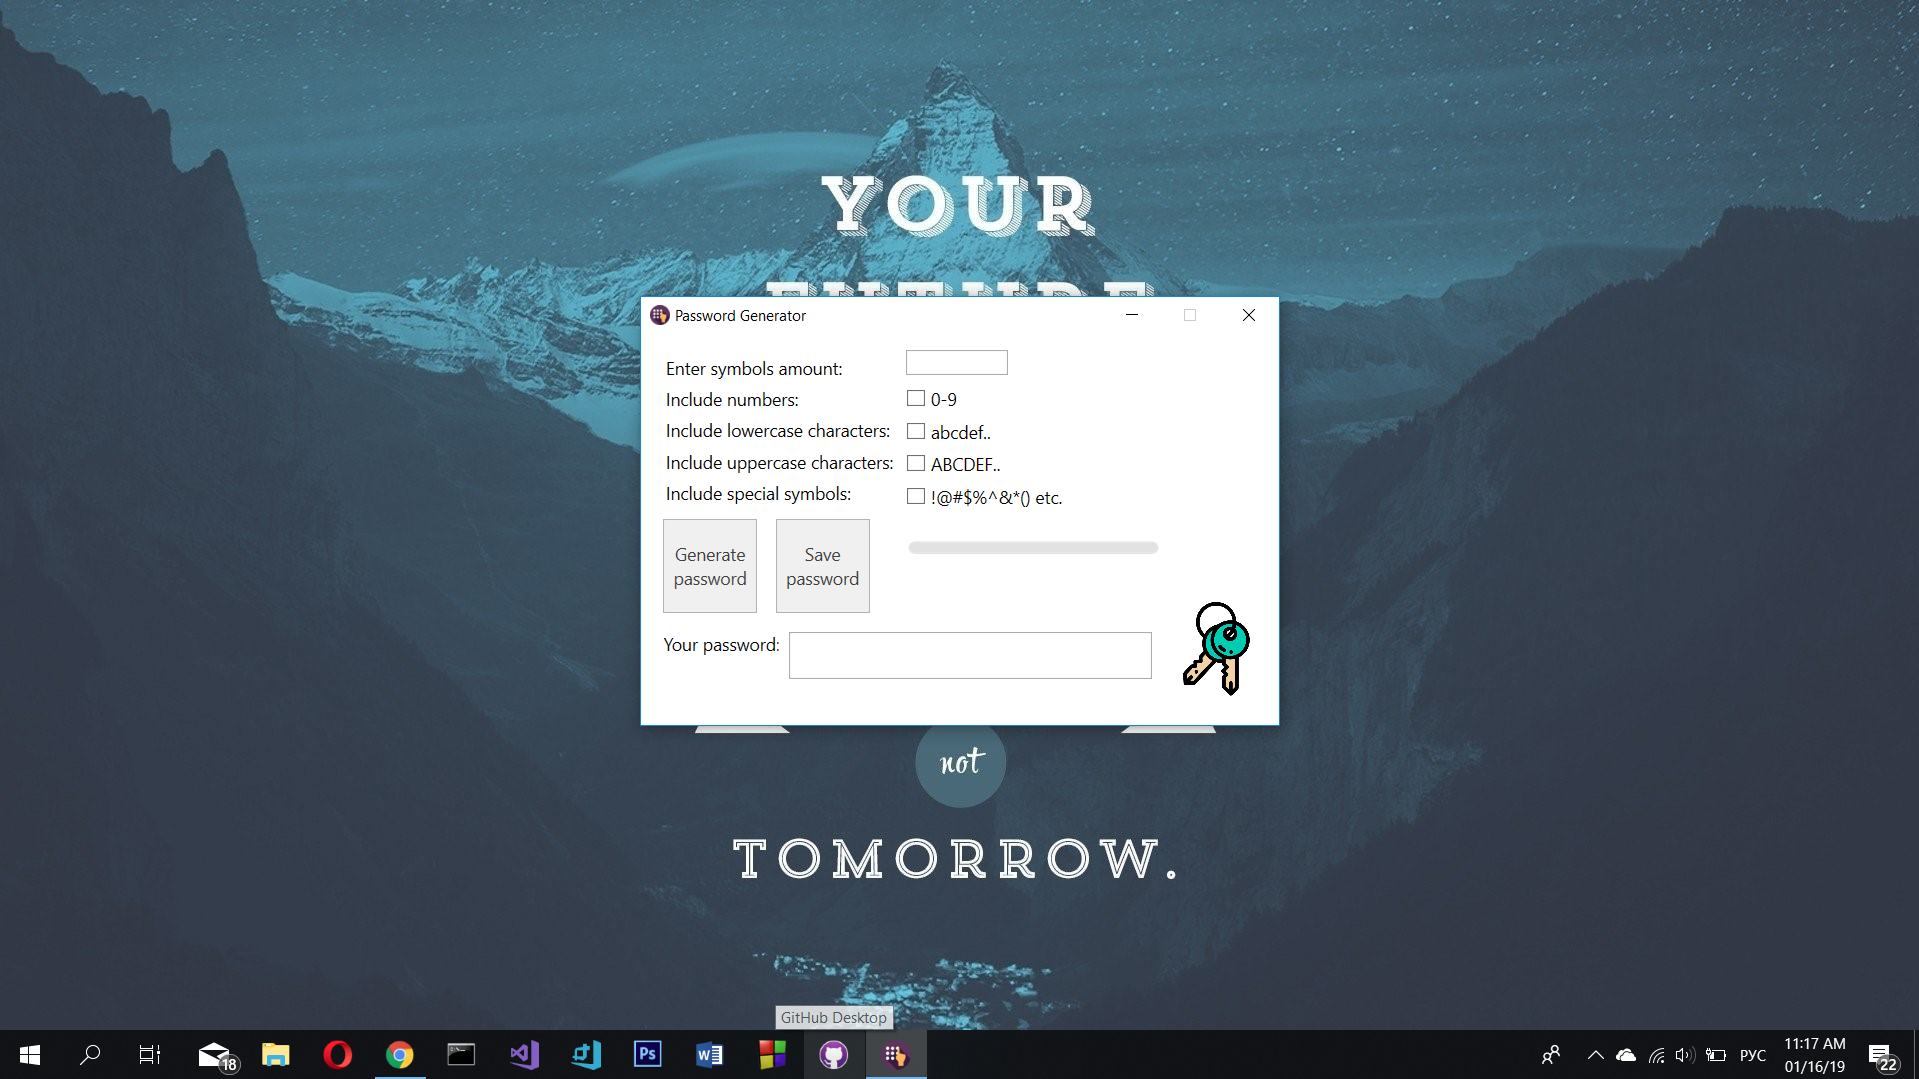 YOUR
Password Generator
Enter symbols amount:
Include numbers: 0-9
Include lowercase characters: abcdef..
Include uppercase characters: ABCDEF..
Include special symbols: !@#$%^&*() etc.
Generate
password
Save
password
Your password:
not
TOMORROW.
GitHub Desktop
18
Ps
РУС
11:17 AM
01/16/19
22